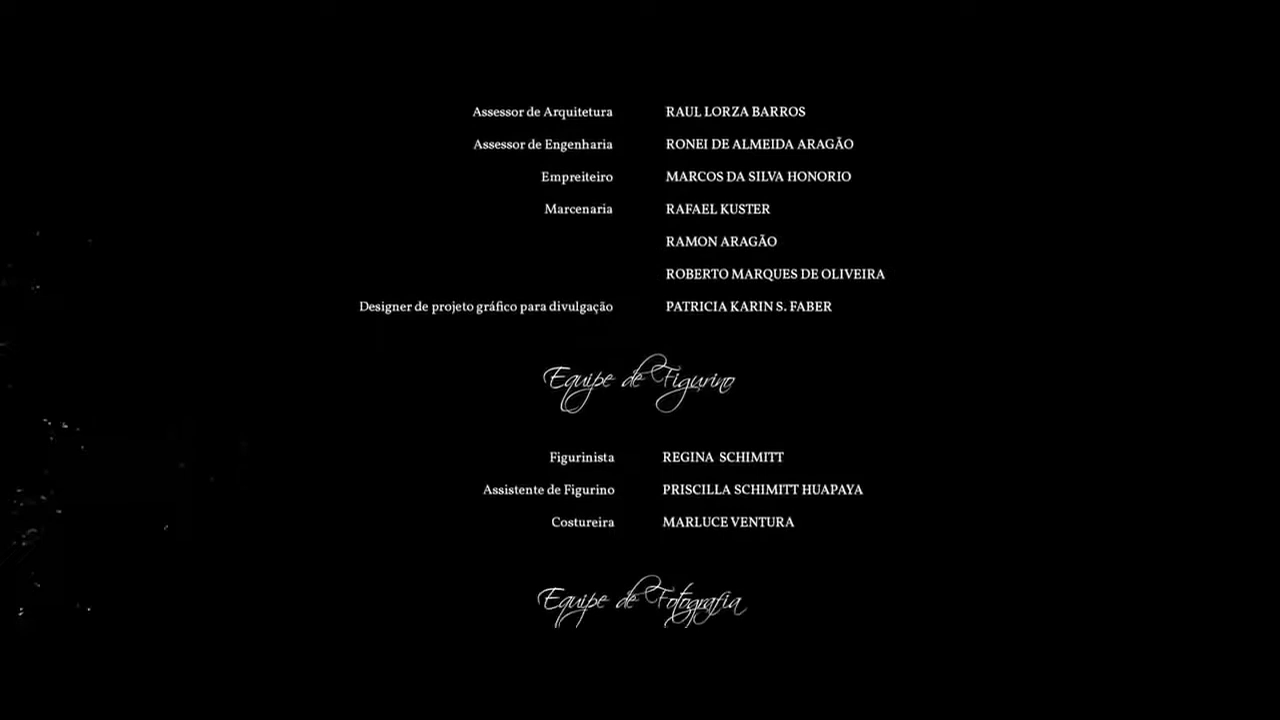 Assessor de Arquitetura RAUL LORZA BARROS
Assessor de Engenharia RONEI DE ALMEIDA ARAGÃO
Empreiteiro MARCOS DA SILVA HONORIO
Marcenaria RAFAEL KUSTER
RAMON ARAGÃO
ROBERTO MARQUES DE OLIVEIRA
Designer de projeto gráfico para divulgação PATRICIA KARIN S. FABER
Equipe de Figurino
Figurinista REGINA SCHIMITT
Assistente de Figurino PRISCILLA SCHIMITT HUAPAYA
Costureira MARLUCE VENTURA
Equipe de Fotografia